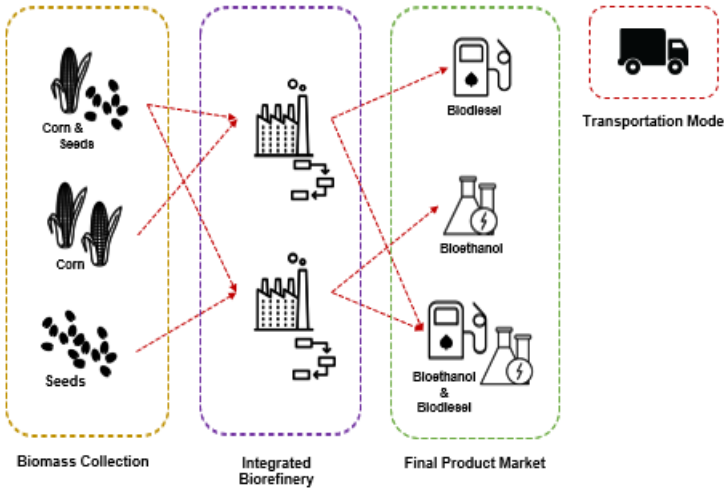 Corn &
Seeds
Corn
Seeds
Biomass Collection
Integrated
Biorefinery
Biodiesel
Bioethanol
Bioethanol
&
Biodiesel
Final Product Market
Transportation Mode